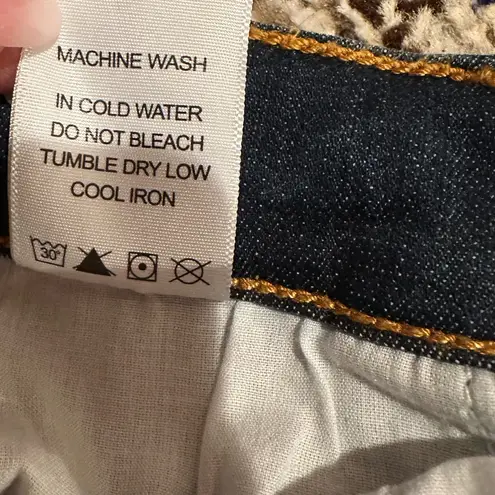 MACHINE WASH
IN COLD WATER
DO NOT BLEACH
TUMBLE DRY LOW
COOL IRON
30°